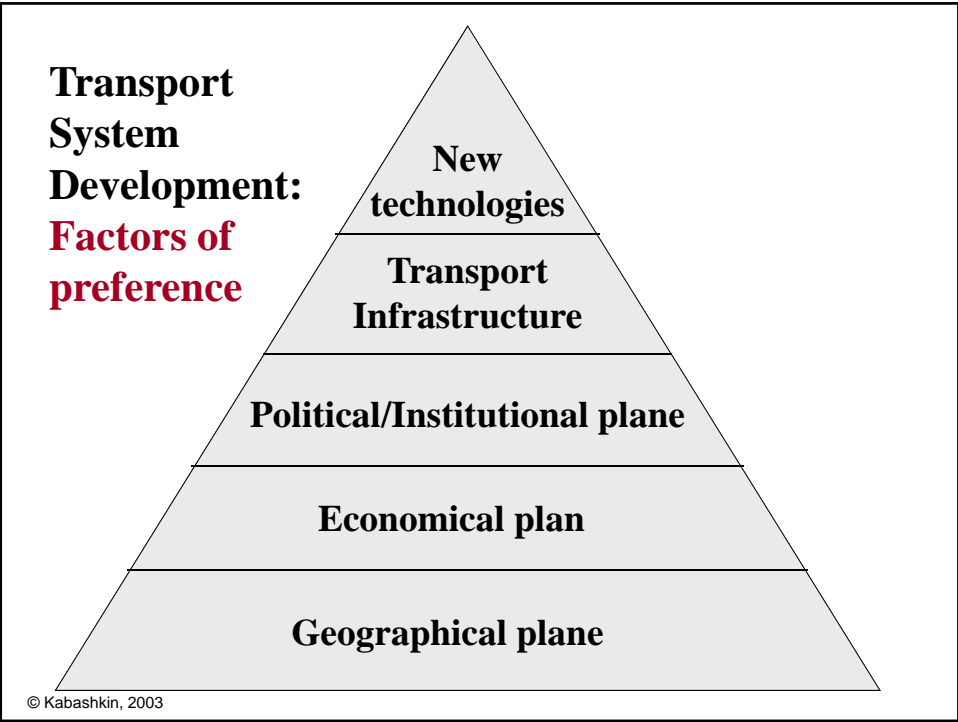 Transport
System
Development:
Factors of
preference
New
technologies
Transport
Infrastructure
Political/Institutional plane
Economical plan
Geographical plane
© Kabashkin, 2003